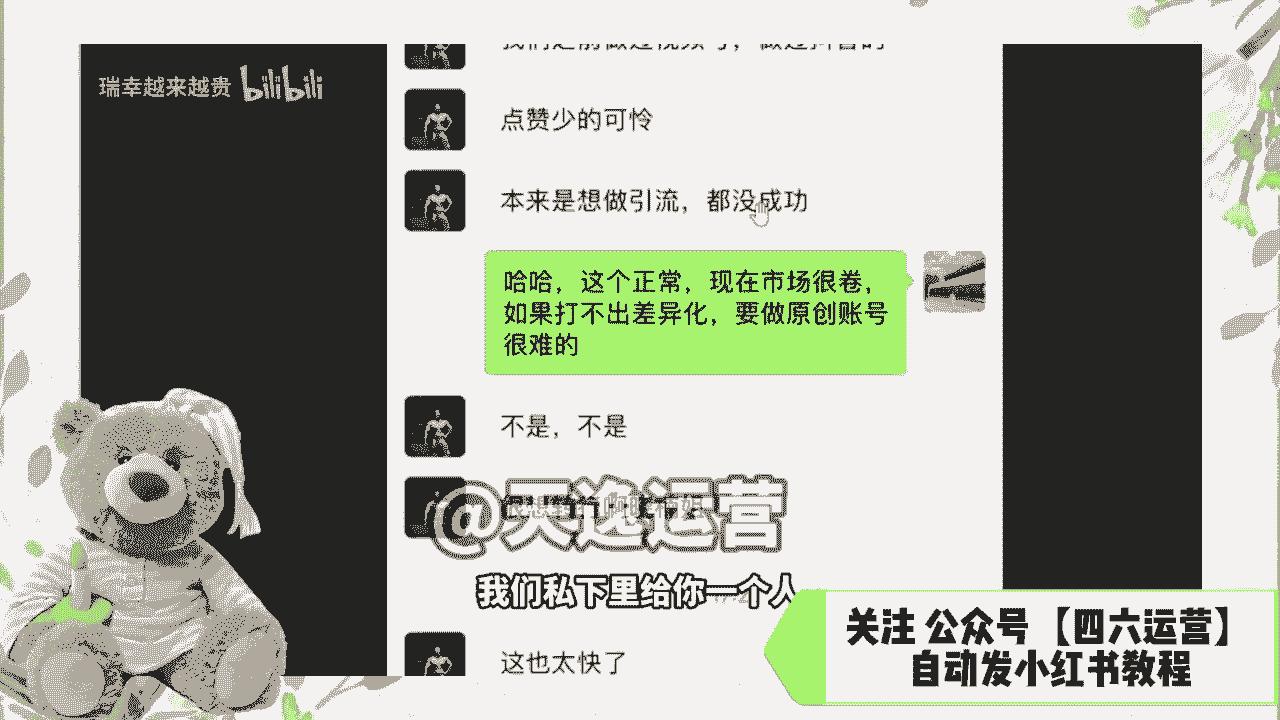 瑞幸越来越贵 bilibili
点赞少的可怜
本来是想做引流，都没成功
哈哈，这个正常，现在市场很卷，
如果打不出差异化，要做原创账号
很难的
不是，不是
@天逸运营
我们私下里给你一个人
这也太快了
关注 公众号 【四六运营】
自动发小红书教程